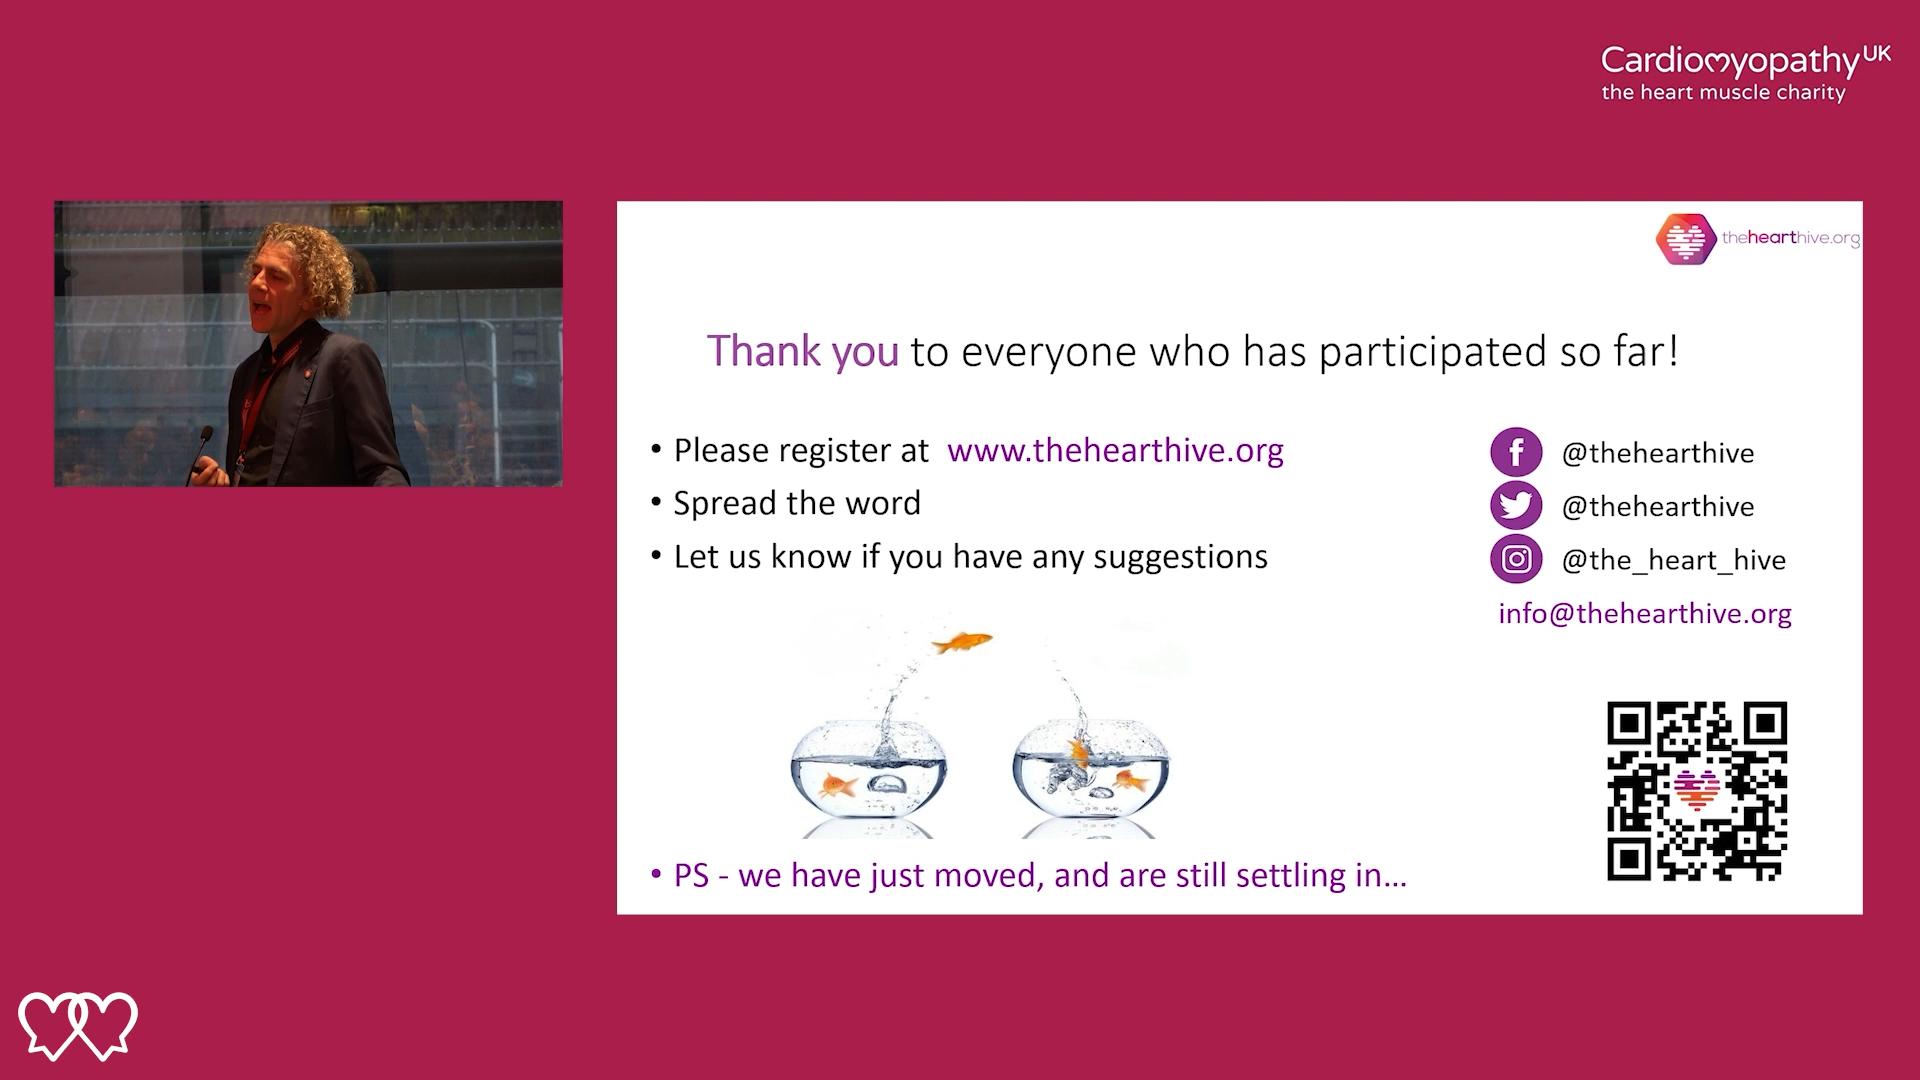 Cardiomyopathy UK
the heart muscle charity
thehearthive.org
Thank you to everyone who has participated so far!
• Please register at www.thehearthive.org
• Spread the word
• Let us know if you have any suggestions
@thehearthive
@thehearthive
@the_heart_hive
info@thehearthive.org
• PS - we have just moved, and are still settling in...